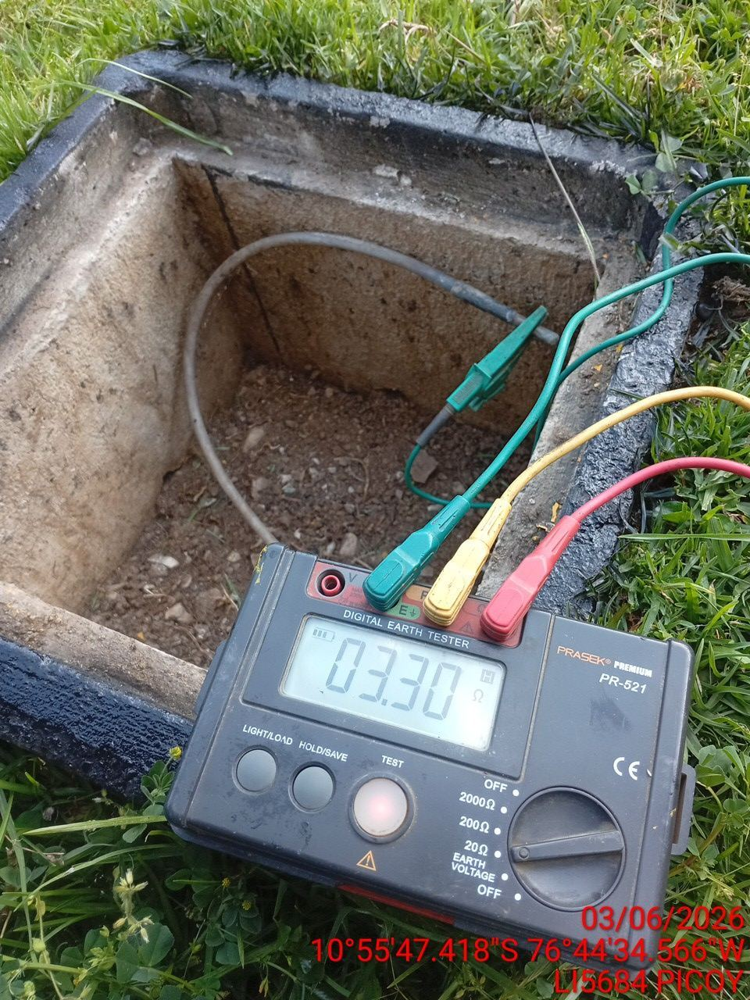 V
E
DIGITAL EARTH TESTER
03.30
H
Ω
PRASEK® PREMIUM
PR-521
CE
LIGHT/LOAD
HOLD/SAVE
TEST
OFF
2000Ω
200Ω
20Ω
EARTH
VOLTAGE
OFF
03/06/2026
10°55'47.418"S 76°44'34.566"W
LI5684 PICOY